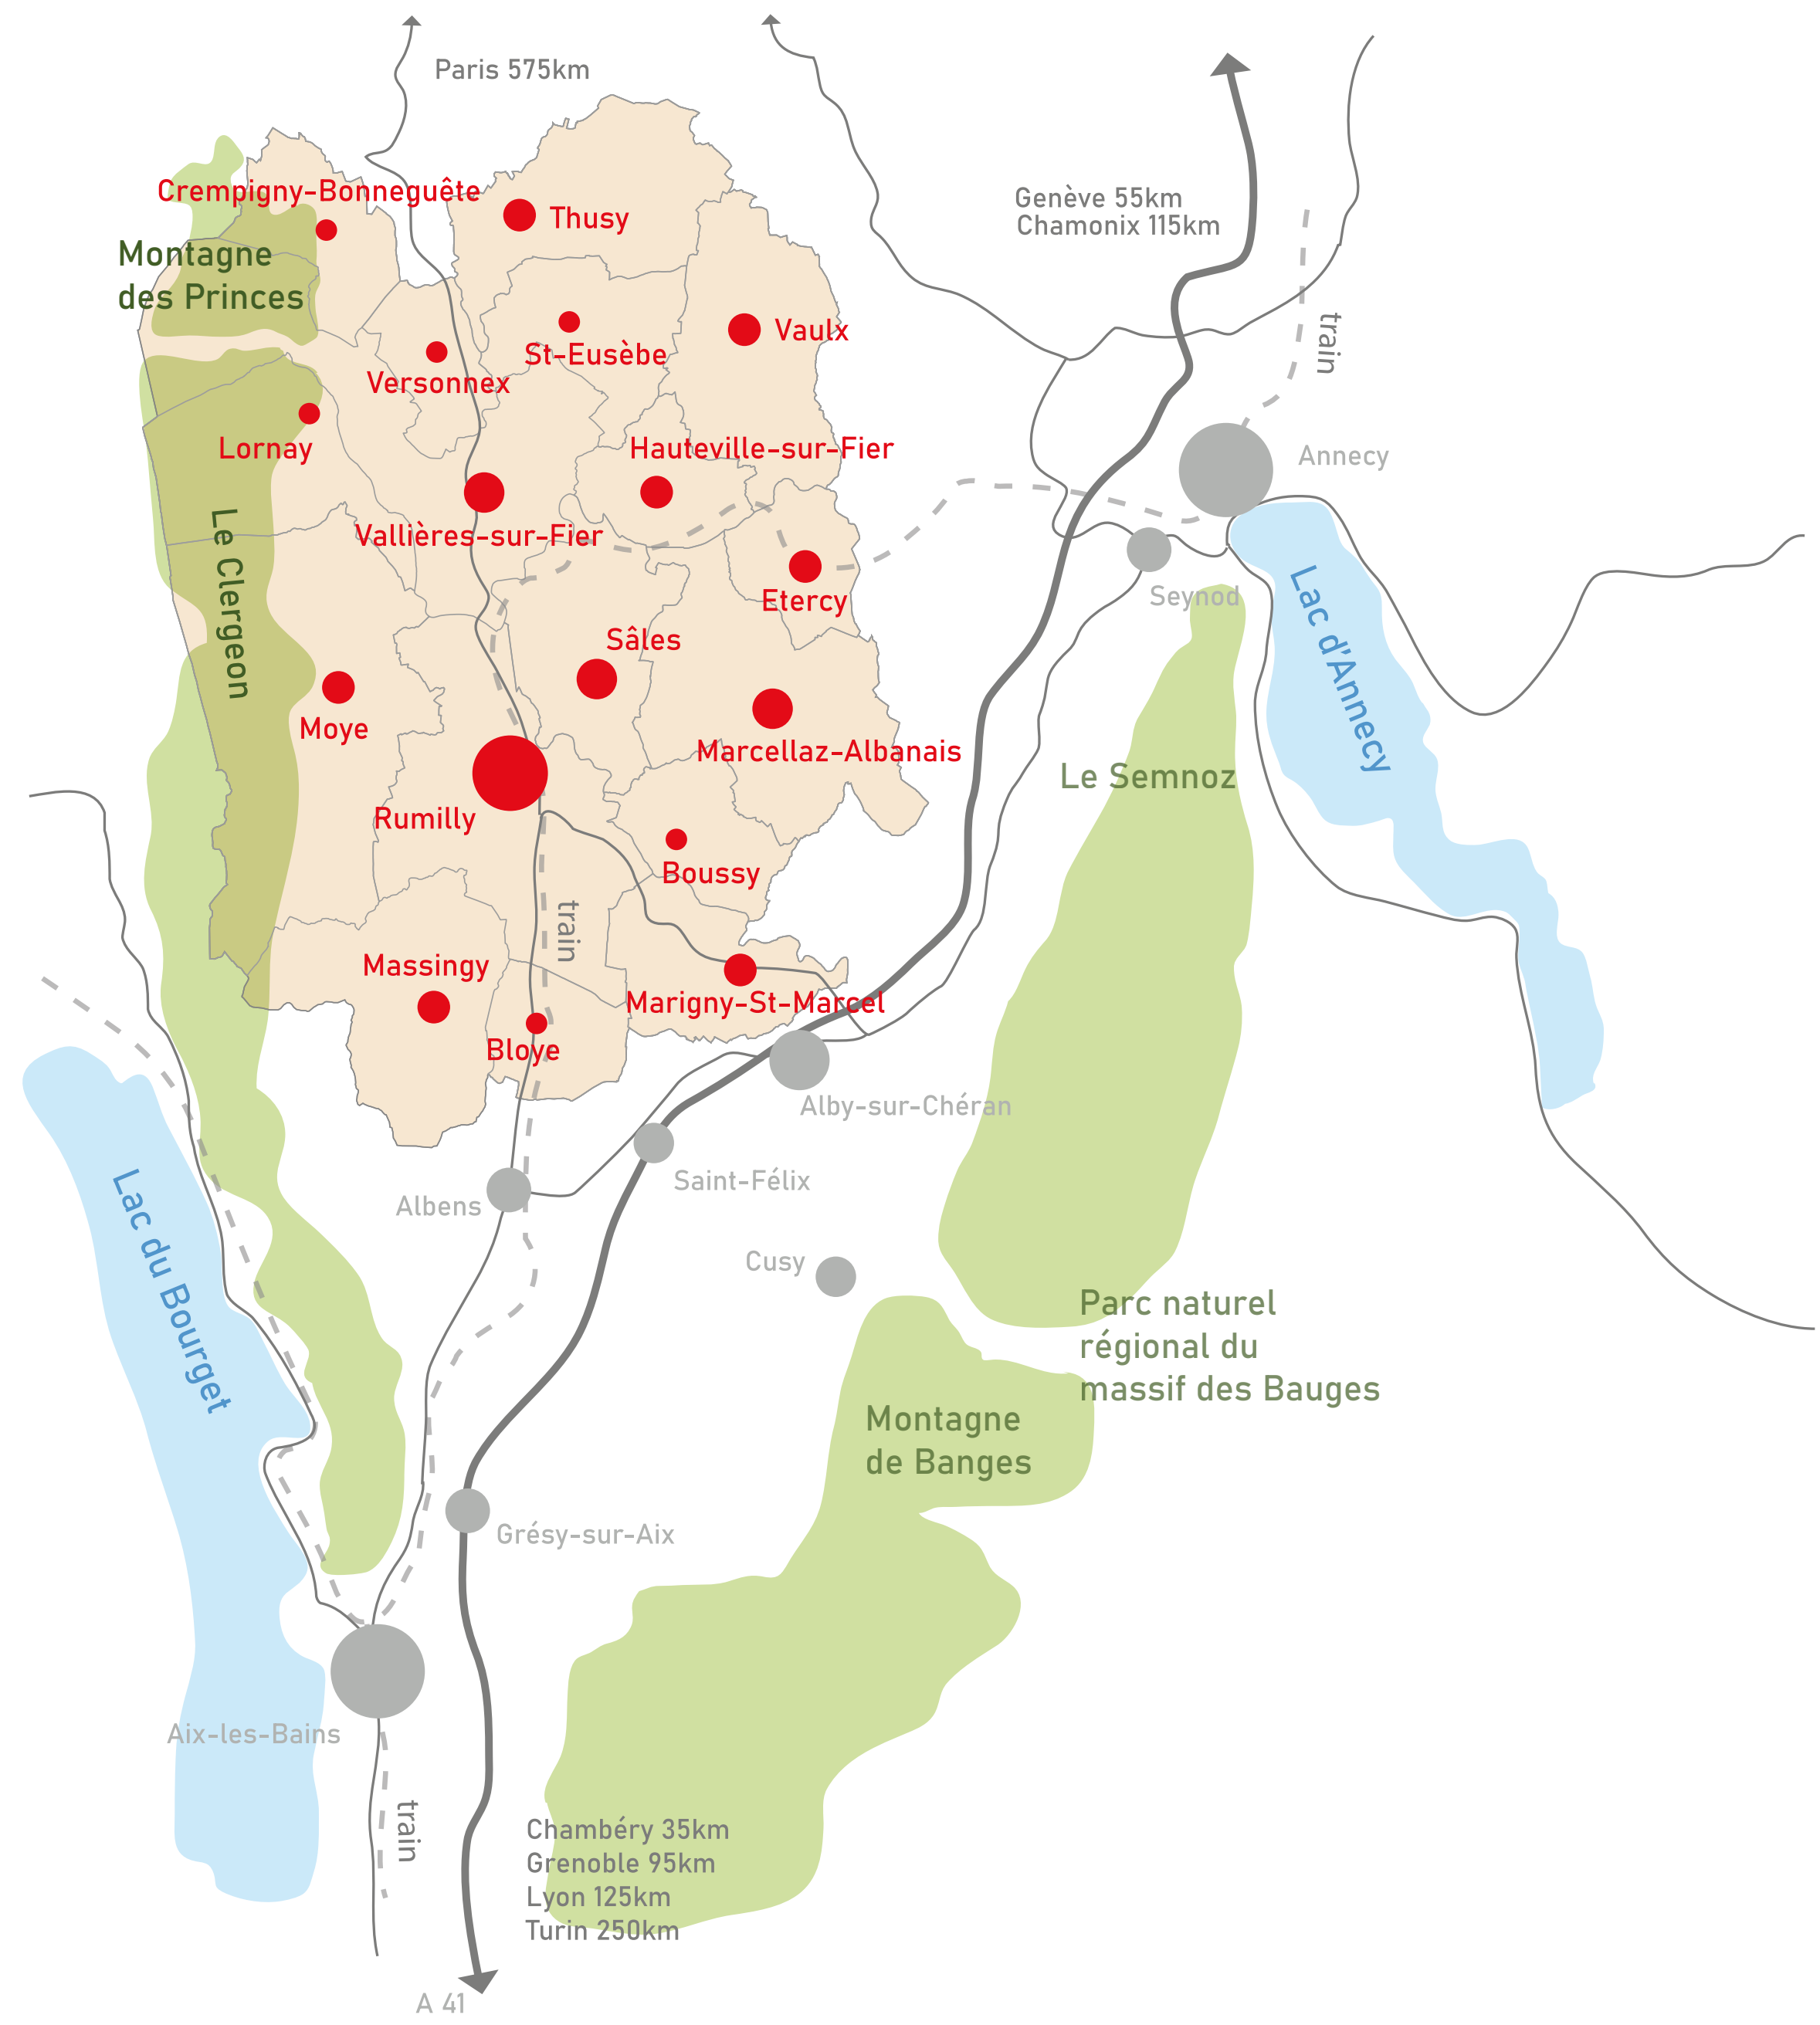 Paris 575km
Genève 55km
Chamonix 115km
Crempigny-Bonneguête
Thusy
Montagne
des Princes
Vaulx
train
St-Eusèbe
Versonnex
Lornay
Hauteville-sur-Fier
Annecy
Vallières-sur-Fier
Le Clergeon
Etercy
Seynod
Lac d'Annecy
Sâles
Moye
Marcellaz-Albanais
Le Semnoz
Rumilly
Boussy
train
Massingy
Marigny-St-Marcel
Bloye
Alby-sur-Chéran
Saint-Félix
Albens
Lac du Bourget
Cusy
Parc naturel
régional du
massif des Bauges
Montagne
de Banges
Grésy-sur-Aix
Aix-les-Bains
train
Chambéry 35km
Grenoble 95km
Lyon 125km
Turin 250km
A 41